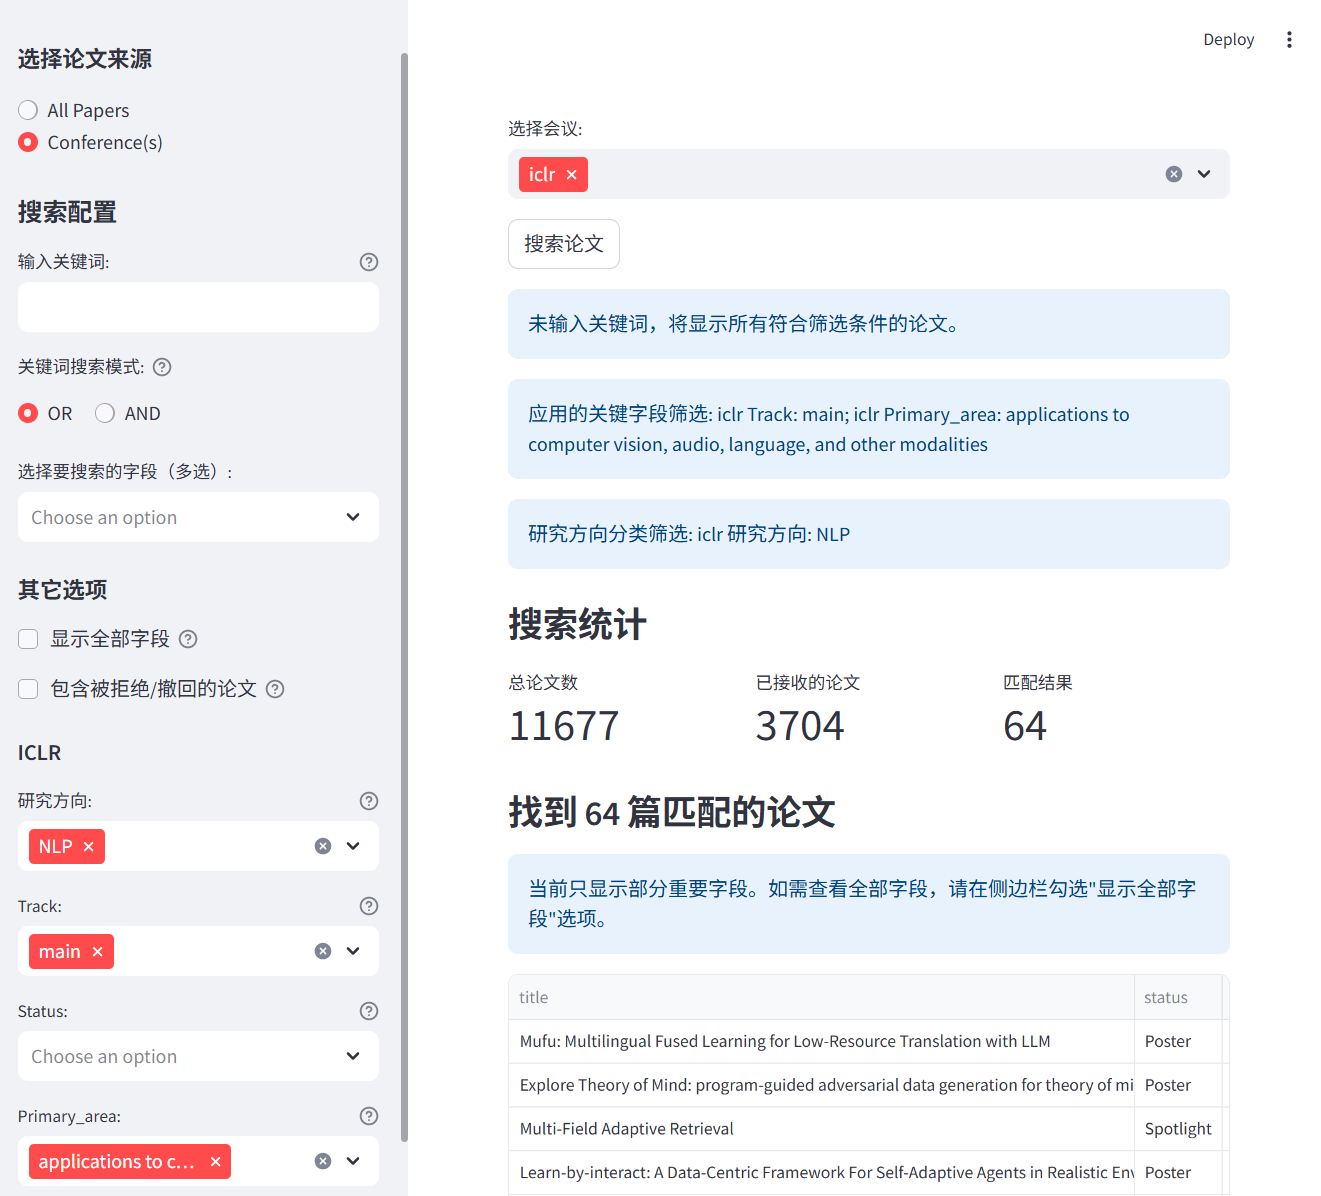 选择论文来源
All Papers
Conference(s)
搜索配置
输入关键词:
关键词搜索模式:
OR
AND
选择要搜索的字段（多选）:
Choose an option
其它选项
显示全部字段
包含被拒绝/撤回的论文
ICLR
研究方向:
NLP
Track:
main
Status:
Choose an option
Primary_area:
applications to c...
Deploy
选择会议:
iclr
搜索论文
未输入关键词，将显示所有符合筛选条件的论文。
应用的关键字段筛选: iclr Track: main; iclr Primary_area: applications to
computer vision, audio, language, and other modalities
研究方向分类筛选: iclr 研究方向: NLP
搜索统计
总论文数 已接收的论文 匹配结果
11677 3704 64
找到 64 篇匹配的论文
当前只显示部分重要字段。如需查看全部字段，请在侧边栏勾选"显示全部字
段"选项。
title status
Mufu: Multilingual Fused Learning for Low-Resource Translation with LLM Poster
Explore Theory of Mind: program-guided adversarial data generation for theory of mi Poster
Multi-Field Adaptive Retrieval Spotlight
Learn-by-interact: A Data-Centric Framework For Self-Adaptive Agents in Realistic Env Poster